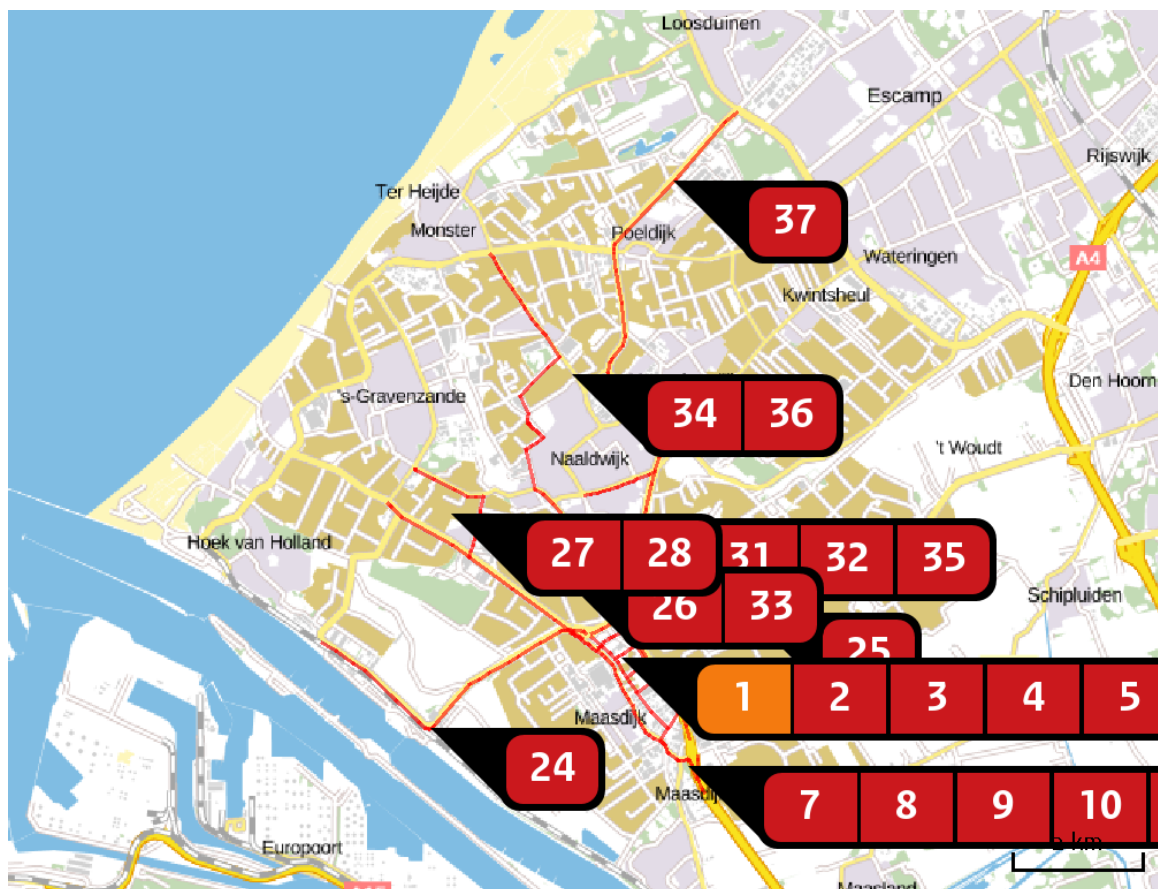 Loosduinen
Escamp
Rijswijk
Ter Heijde
37
Monster
Poeldijk
A4
Wateringen
Kwintsheul
Den Hoorn
's-Gravenzande
34 36
't Woudt
Naaldwijk
Hoek van Holland
27 28 31 32 35
Schipluiden
26 33
25
1 2 3 4 5
Maasdijk
24
7 8 9 10
Europoort
km
Maasland